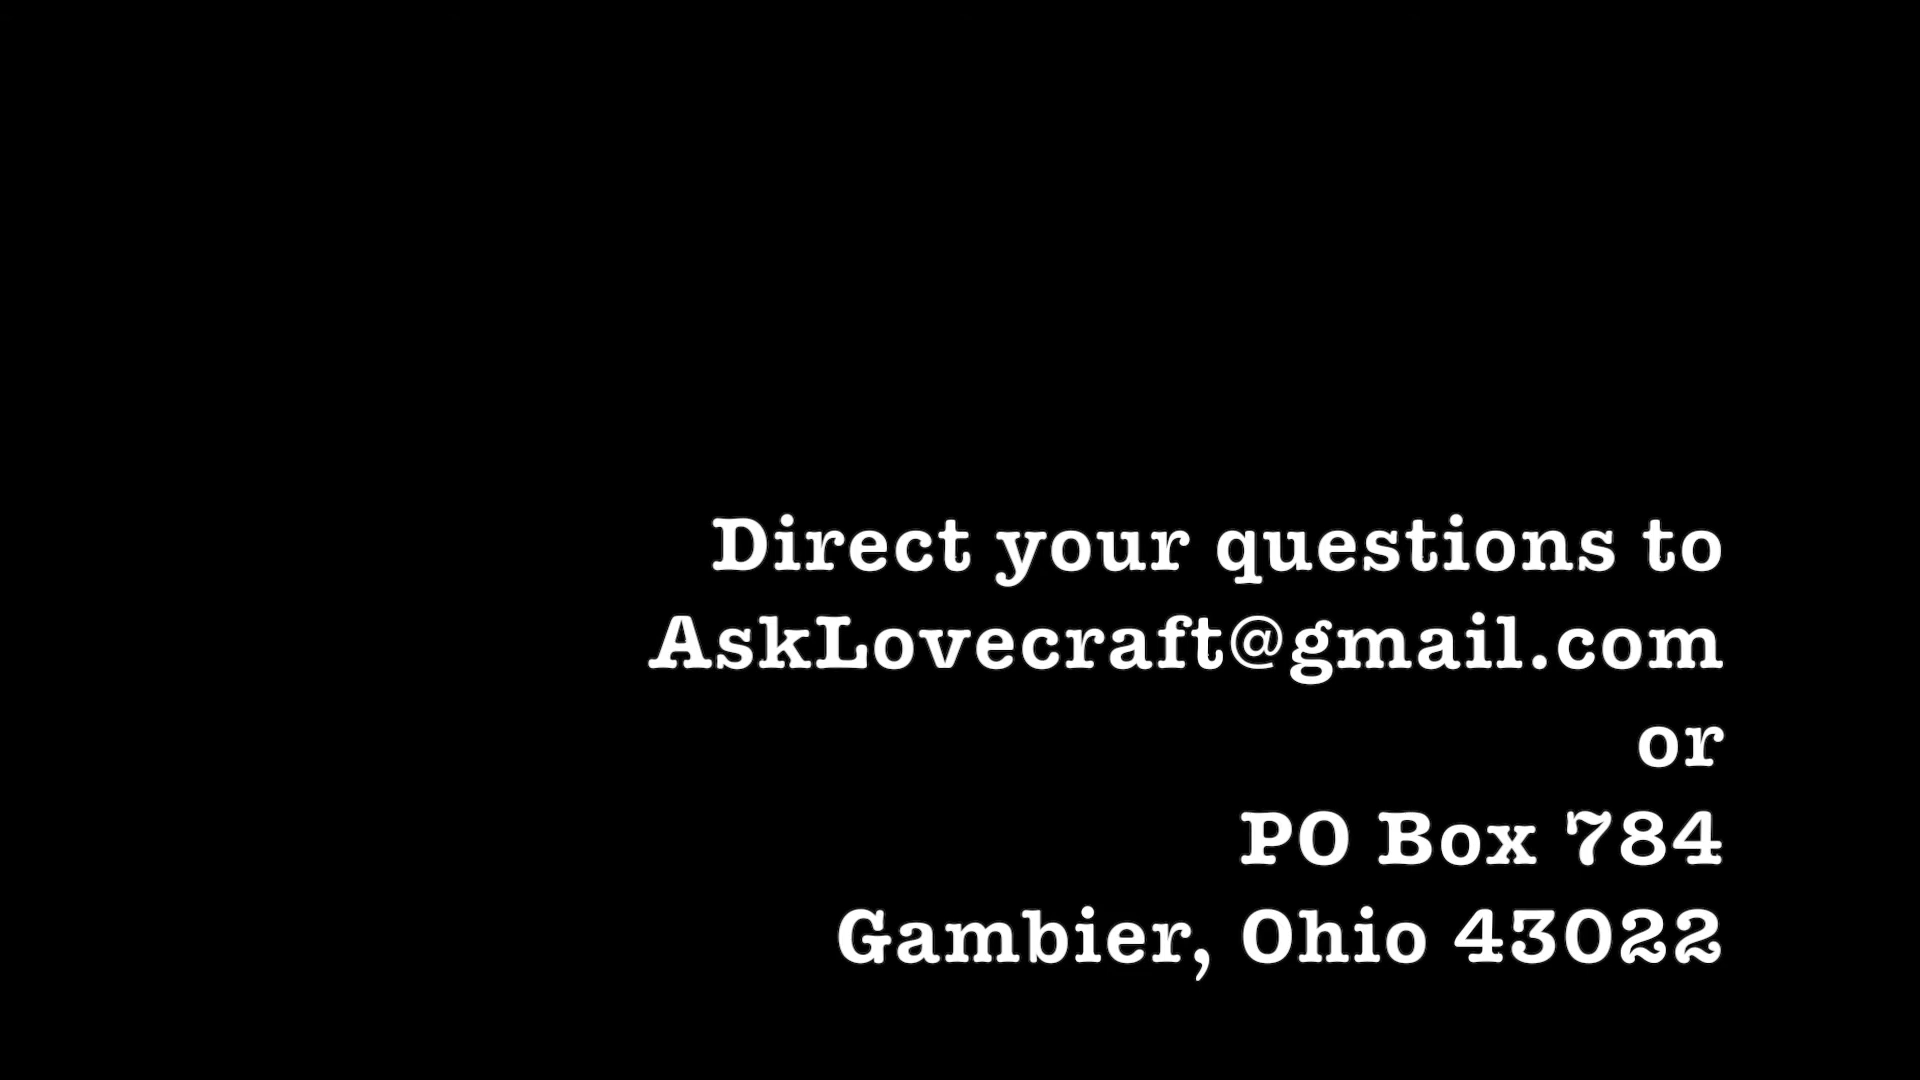 Direct your questions to
AskLovecraft@gmail.com
or
PO Box 784
Gambier, Ohio 43022